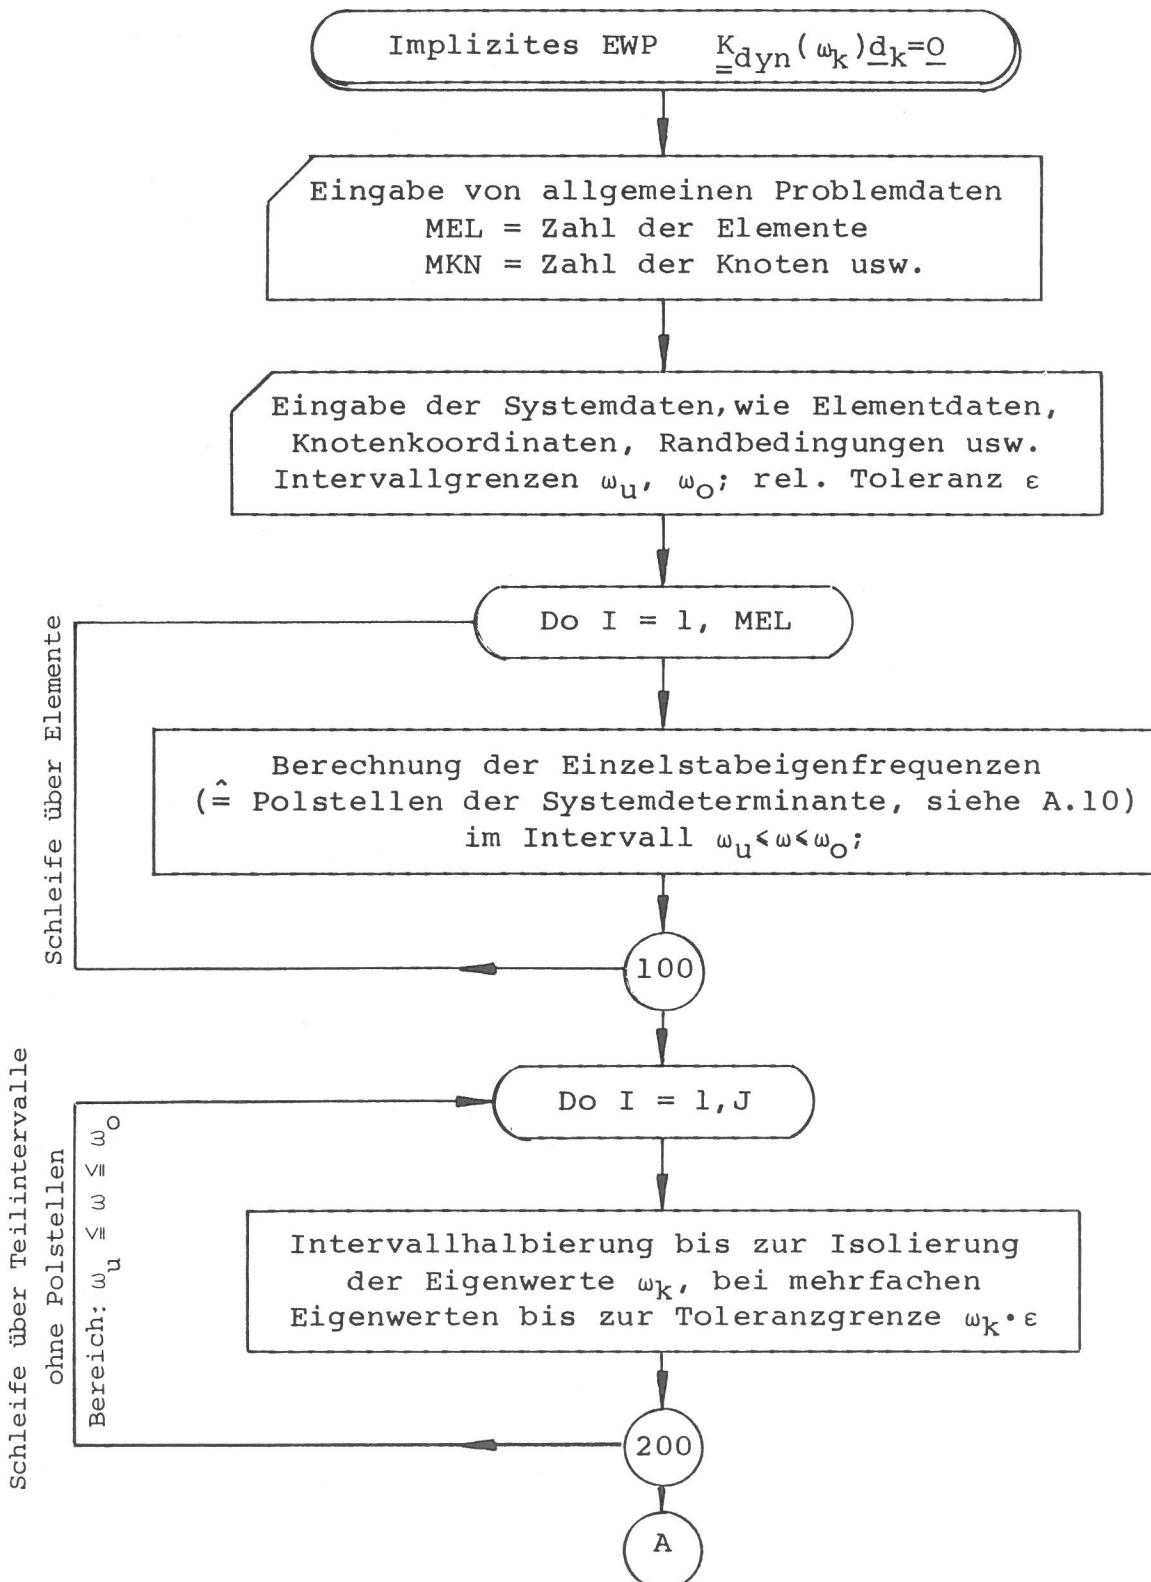 Implizites EWP K_dyn(ω_k)d_k=0
Eingabe von allgemeinen Problemdaten
MEL = Zahl der Elemente
MKN = Zahl der Knoten usw.
Eingabe der Systemdaten, wie Elementdaten,
Knotenkoordinaten, Randbedingungen usw.
Intervallgrenzen ω_u, ω_o; rel. Toleranz ε
Do I = 1, MEL
Schleife über Elemente
Berechnung der Einzelstabeigenfrequenzen
(≙ Polstellen der Systemdeterminante, siehe A.10)
im Intervall ω_u≤ω≤ω_o;
100
Do I = 1,J
Schleife über Teilintervalle
ohne Polstellen
Bereich: ω_u ≦ ω ≦ ω_o
Intervallhalbierung bis zur Isolierung
der Eigenwerte ω_k, bei mehrfachen
Eigenwerten bis zur Toleranzgrenze ω_k·ε
200
A